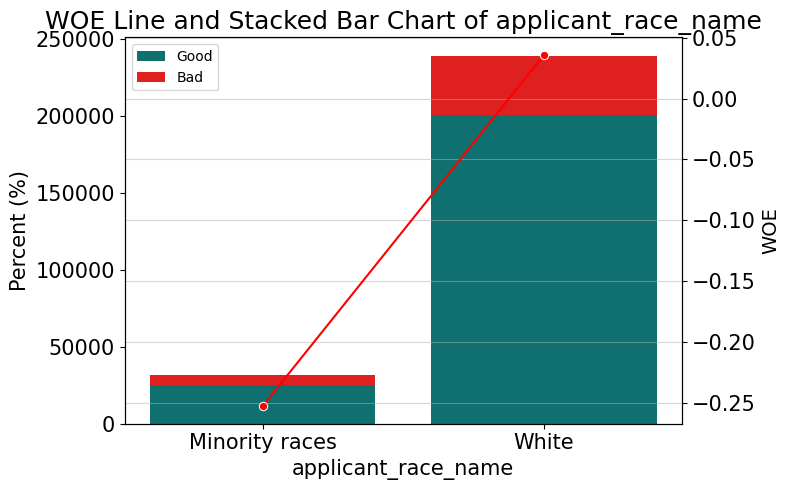 WOE Line and Stacked Bar Chart of applicant_race_name
Good
Bad
250000
200000
150000
100000
50000
0
Percent (%)
0.05
0.00
−0.05
−0.10
−0.15
−0.20
−0.25
WOE
Minority races
White
applicant_race_name